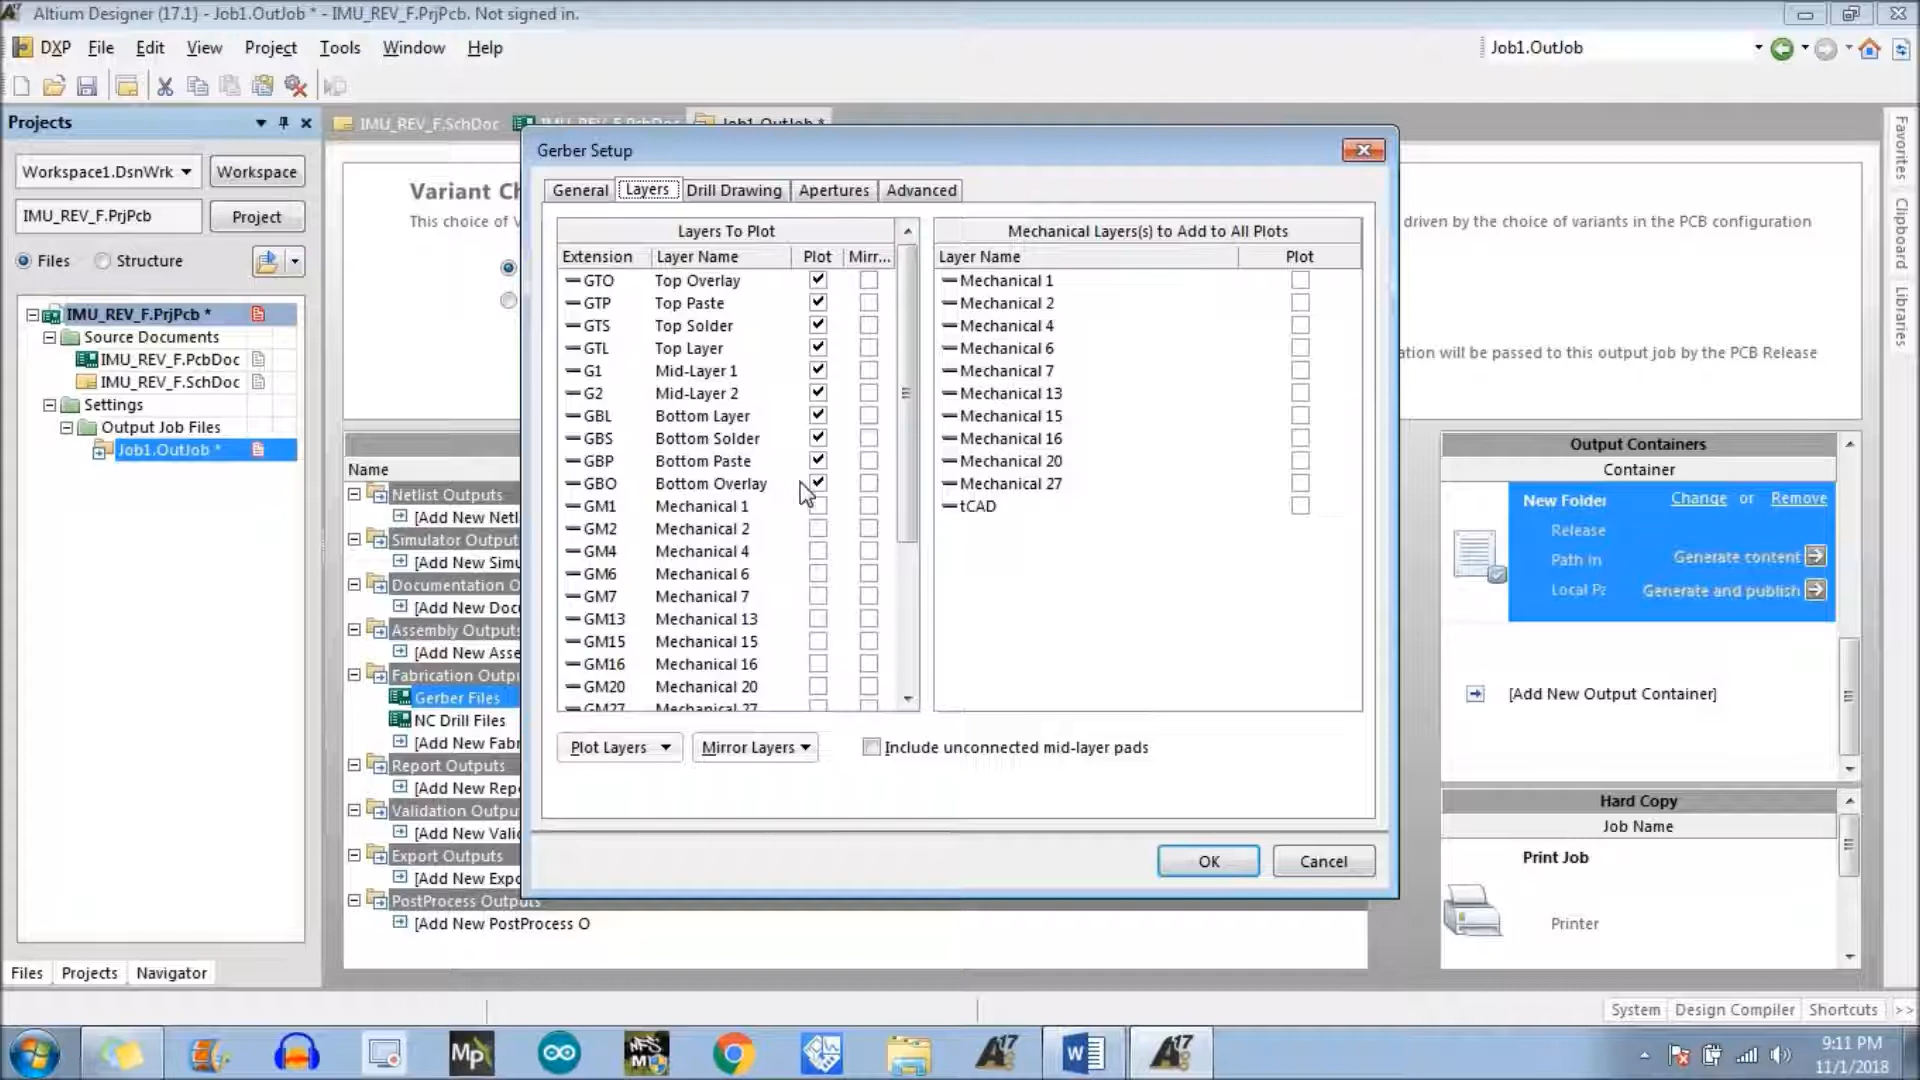 Altium Designer (17.1) - Job1.OutJob * - IMU_REV_F.PrjPcb. Not signed in.
DXP File Edit View Project Tools Window Help
Job1.OutJob
Projects
IMU_REV_F.SchDoc
Job1.OutJob *
Workspace1.DsnWrk
Workspace
IMU_REV_F.PrjPcb
Project
Files
Structure
IMU_REV_F.PrjPcb *
Source Documents
IMU_REV_F.PcbDoc
IMU_REV_F.SchDoc
Settings
Output Job Files
Job1.OutJob *
Files Projects Navigator
Variant
This choice of
driven by the choice of variants in the PCB configuration
ation will be passed to this output job by the PCB Release
Name
Netlist Outputs
[Add New Netl
Simulator Output
[Add New Simu
Documentation O
[Add New Doc
Assembly Outputs
[Add New Asse
Fabrication Outp
Gerber Files
NC Drill Files
[Add New Fabr
Report Outputs
[Add New Rep
Validation Outpu
[Add New Vali
Export Outputs
[Add New Expo
PostProcess Outputs
[Add New PostProcess O
Gerber Setup
General Layers Drill Drawing Apertures Advanced
Layers To Plot
Extension Layer Name Plot Mirr...
GTO Top Overlay
GTP Top Paste
GTS Top Solder
GTL Top Layer
G1 Mid-Layer 1
G2 Mid-Layer 2
GBL Bottom Layer
GBS Bottom Solder
GBP Bottom Paste
GBO Bottom Overlay
GM1 Mechanical 1
GM2 Mechanical 2
GM4 Mechanical 4
GM6 Mechanical 6
GM7 Mechanical 7
GM13 Mechanical 13
GM15 Mechanical 15
GM16 Mechanical 16
GM20 Mechanical 20
GM27 Mechanical 27
Mechanical Layers(s) to Add to All Plots
Layer Name Plot
Mechanical 1
Mechanical 2
Mechanical 4
Mechanical 6
Mechanical 7
Mechanical 13
Mechanical 15
Mechanical 16
Mechanical 20
Mechanical 27
tCAD
Plot Layers
Mirror Layers
Include unconnected mid-layer pads
OK
Cancel
Output Containers
Container
New Folder Change or Remove
Release
Path In Generate content
Local Pa Generate and publish
[Add New Output Container]
Hard Copy
Job Name
Print Job
Printer
Favorites
Clipboard
Libraries
System Design Compiler Shortcuts >>
9:11 PM
11/1/2018